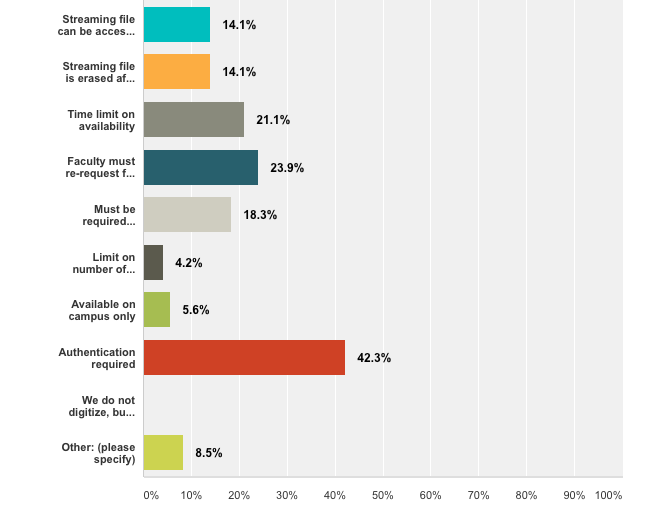 Streaming file
can be acces...
14.1%
Streaming file
is erased af...
14.1%
Time limit on
availability
21.1%
Faculty must
re-request f...
23.9%
Must be
required...
18.3%
Limit on
number of...
4.2%
Available on
campus only
5.6%
Authentication
required
42.3%
We do not
digitize, bu...
Other: (please
specify)
8.5%
0% 10% 20% 30% 40% 50% 60% 70% 80% 90% 100%